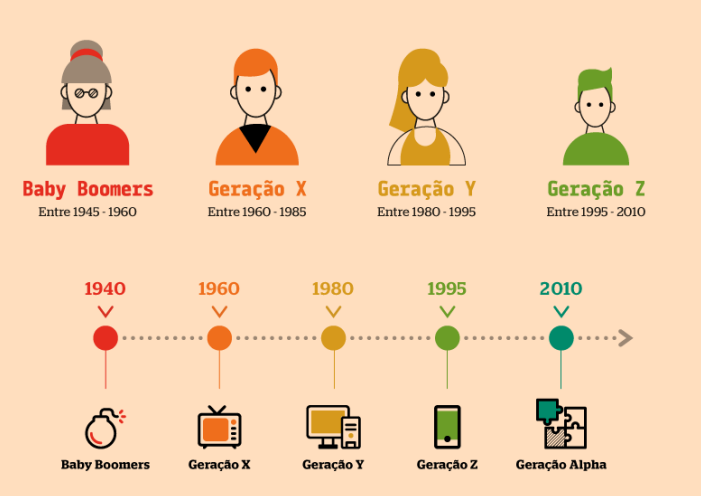 Baby Boomers
Entre 1945 - 1960
Geração X
Entre 1960 - 1985
Geração Y
Entre 1980 - 1995
Geração Z
Entre 1995 - 2010
1940
1960
1980
1995
2010
Baby Boomers
Geração X
Geração Y
Geração Z
Geração Alpha